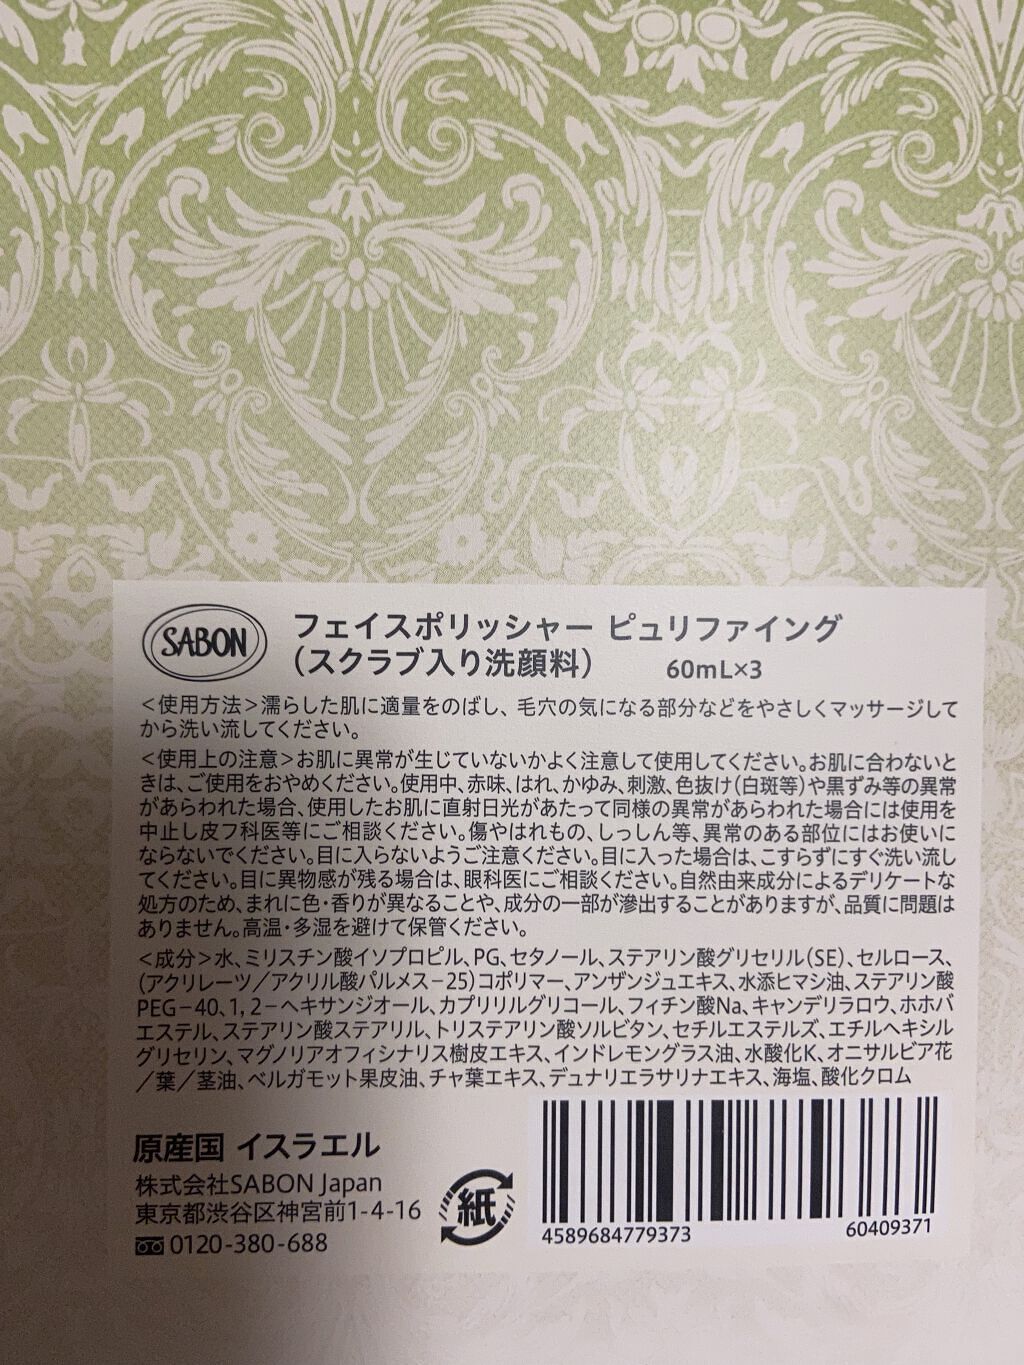 SABON
フェイスポリッシャー ピュリファイング
(スクラブ入り洗顔料) 60mL×3
<使用方法>濡らした肌に適量をのばし、毛穴の気になる部分などをやさしくマッサージして
から洗い流してください。
<使用上の注意>お肌に異常が生じていないかよく注意して使用してください。お肌に合わないと
きは、ご使用をおやめください。使用中、赤味、はれ、かゆみ、刺激、色抜け(白斑等)や黒ずみ等の異常
があらわれた場合、使用したお肌に直射日光があたって同様の異常があらわれた場合には使用を
中止し皮フ科医等にご相談ください。傷やはれもの、しっしん等、異常のある部位にはお使いに
ならないでください。目に入らないようご注意ください。目に入った場合は、こすらずにすぐ洗い流し
てください。目に異物感が残る場合は、眼科医にご相談ください。自然由来成分によるデリケートな
処方のため、まれに色・香りが異なることや、成分の一部が滲出することがありますが、品質に問題は
ありません。高温・多湿を避けて保管ください。
<成分>水、ミリスチン酸イソプロピル、PG、セタノール、ステアリン酸グリセリル(SE)、セルロース、
(アクリレーツ/アクリル酸パルメス-25)コポリマー、アンザンジュエキス、水添ヒマシ油、ステアリン酸
PEG-40、1,2-ヘキサンジオール、カプリリルグリコール、フィチン酸Na、キャンデリラロウ、ホホバ
エステル、ステアリン酸ステアリル、トリステアリン酸ソルビタン、セチルエステルズ、エチルヘキシル
グリセリン、マグノリアオフィシナリス樹皮エキス、インドレモングラス油、水酸化K、オニサルビア花
/葉/茎油、ベルガモット果皮油、チャ葉エキス、デュナリエラサリナエキス、海塩、酸化クロム
原産国 イスラエル
株式会社SABON Japan
東京都渋谷区神宮前1-4-16
0120-380-688
紙
4589684779373
60409371